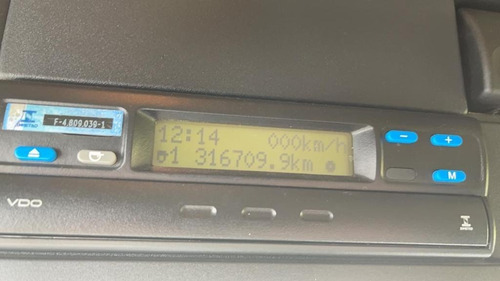 F-4.809.039-1
12:14 000km/h
1 316709.9km
− +
M
VDO